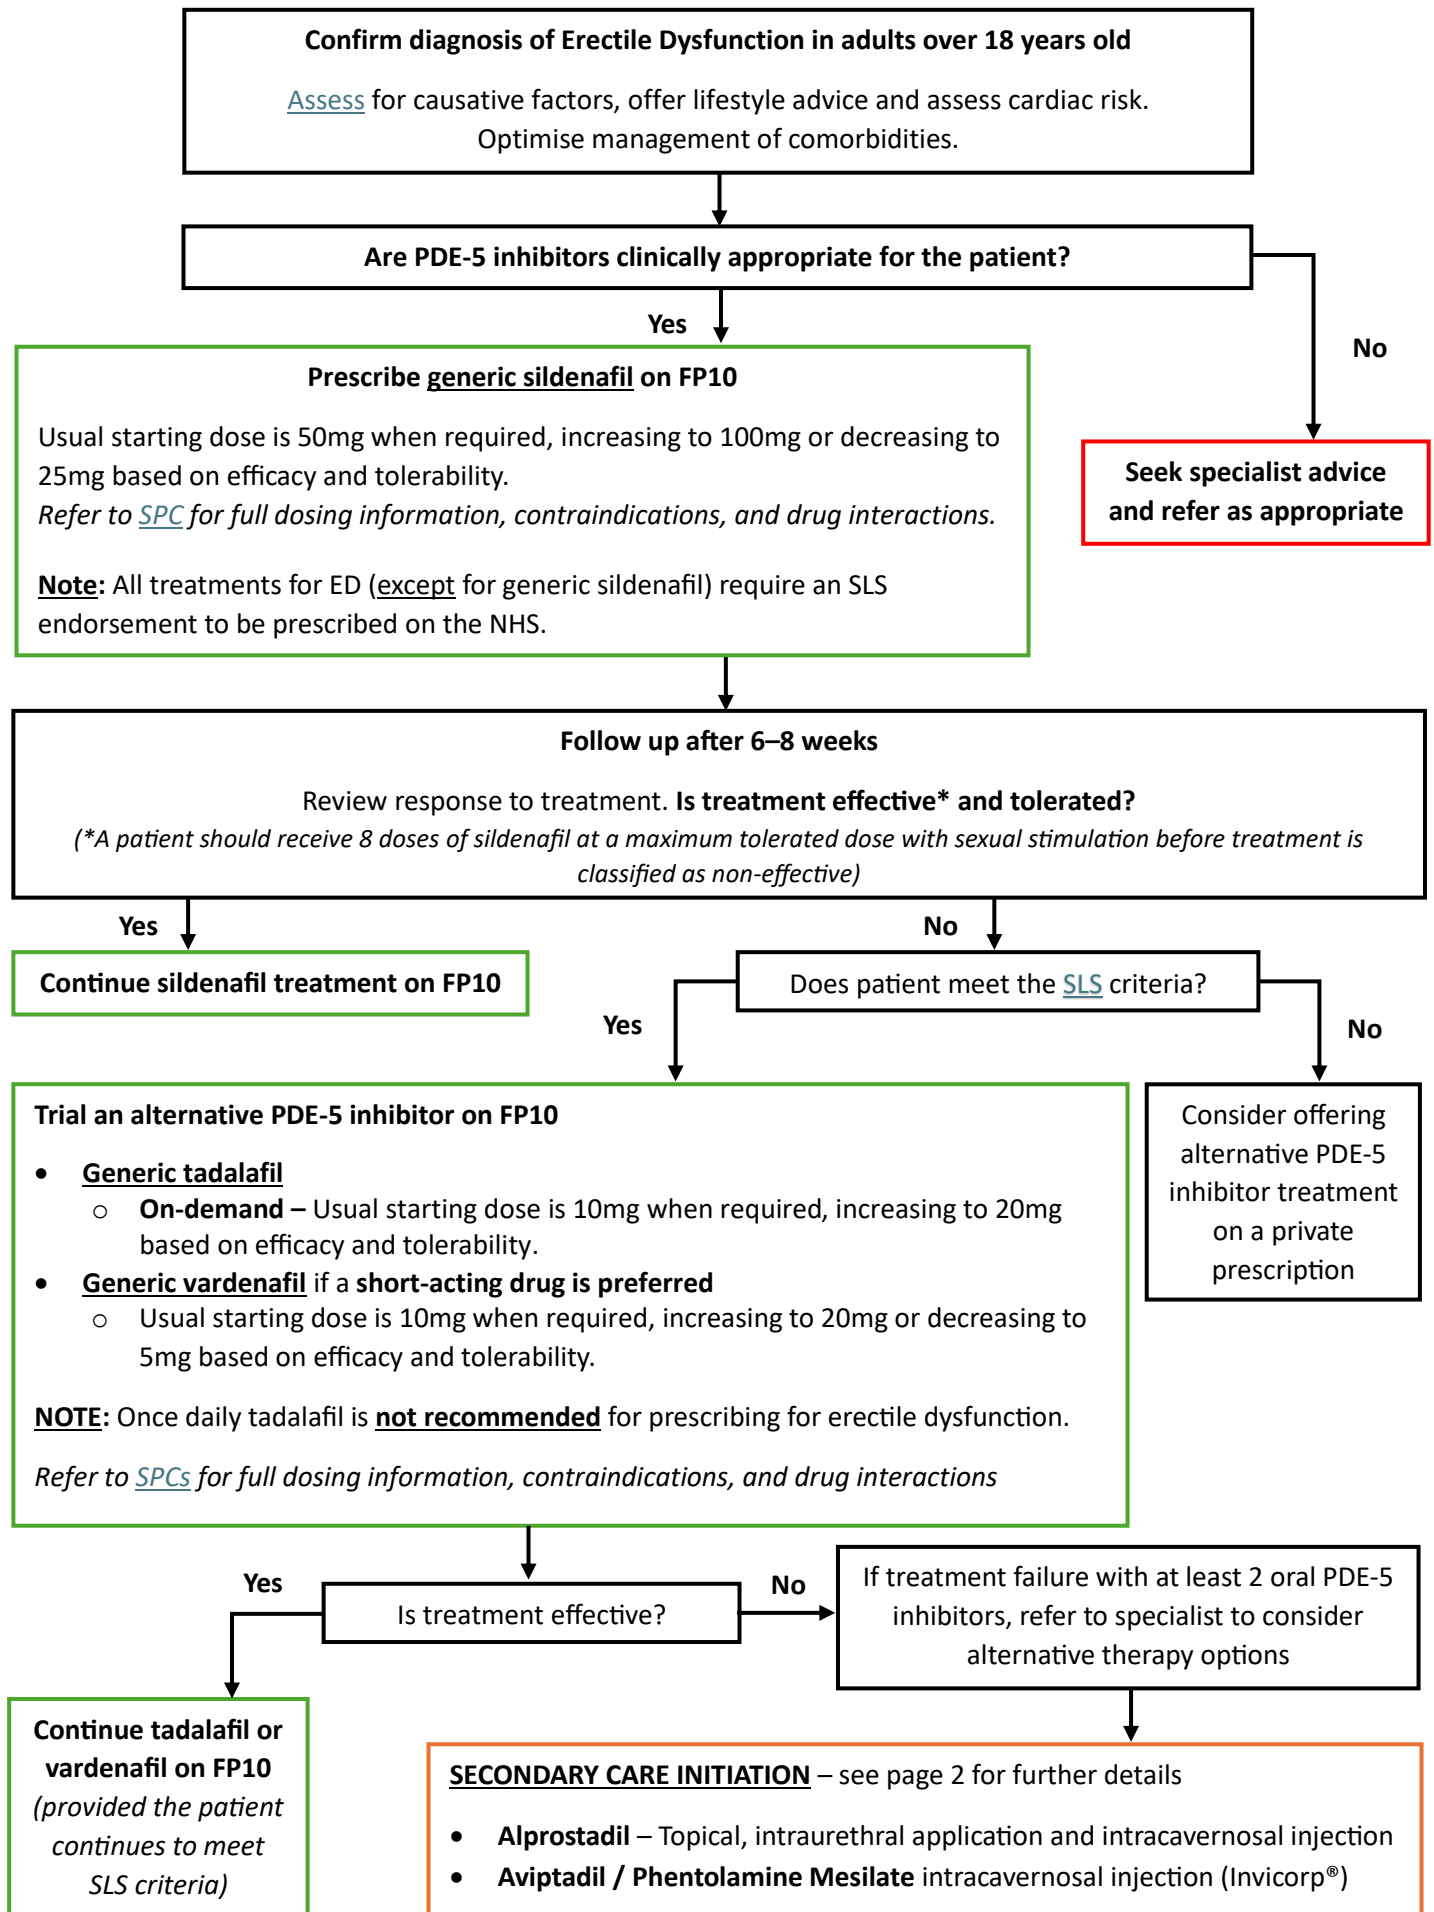 Confirm diagnosis of Erectile Dysfunction in adults over 18 years old
Assess for causative factors, offer lifestyle advice and assess cardiac risk.
Optimise management of comorbidities.
Are PDE-5 inhibitors clinically appropriate for the patient?
Yes
No
Prescribe generic sildenafil on FP10
Usual starting dose is 50mg when required, increasing to 100mg or decreasing to
25mg based on efficacy and tolerability.
Refer to SPC for full dosing information, contraindications, and drug interactions.
Note: All treatments for ED (except for generic sildenafil) require an SLS
endorsement to be prescribed on the NHS.
Seek specialist advice
and refer as appropriate
Follow up after 6–8 weeks
Review response to treatment. Is treatment effective* and tolerated?
(*A patient should receive 8 doses of sildenafil at a maximum tolerated dose with sexual stimulation before treatment is
classified as non-effective)
Yes
No
Continue sildenafil treatment on FP10
Does patient meet the SLS criteria?
Yes
No
Trial an alternative PDE-5 inhibitor on FP10
• Generic tadalafil
o On-demand – Usual starting dose is 10mg when required, increasing to 20mg
based on efficacy and tolerability.
• Generic vardenafil if a short-acting drug is preferred
o Usual starting dose is 10mg when required, increasing to 20mg or decreasing to
5mg based on efficacy and tolerability.
NOTE: Once daily tadalafil is not recommended for prescribing for erectile dysfunction.
Refer to SPCs for full dosing information, contraindications, and drug interactions
Consider offering
alternative PDE-5
inhibitor treatment
on a private
prescription
Yes
Is treatment effective?
No
If treatment failure with at least 2 oral PDE-5
inhibitors, refer to specialist to consider
alternative therapy options
Continue tadalafil or
vardenafil on FP10
(provided the patient
continues to meet
SLS criteria)
SECONDARY CARE INITIATION – see page 2 for further details
• Alprostadil – Topical, intraurethral application and intracavernosal injection
• Aviptadil / Phentolamine Mesilate intracavernosal injection (Invicorp®)